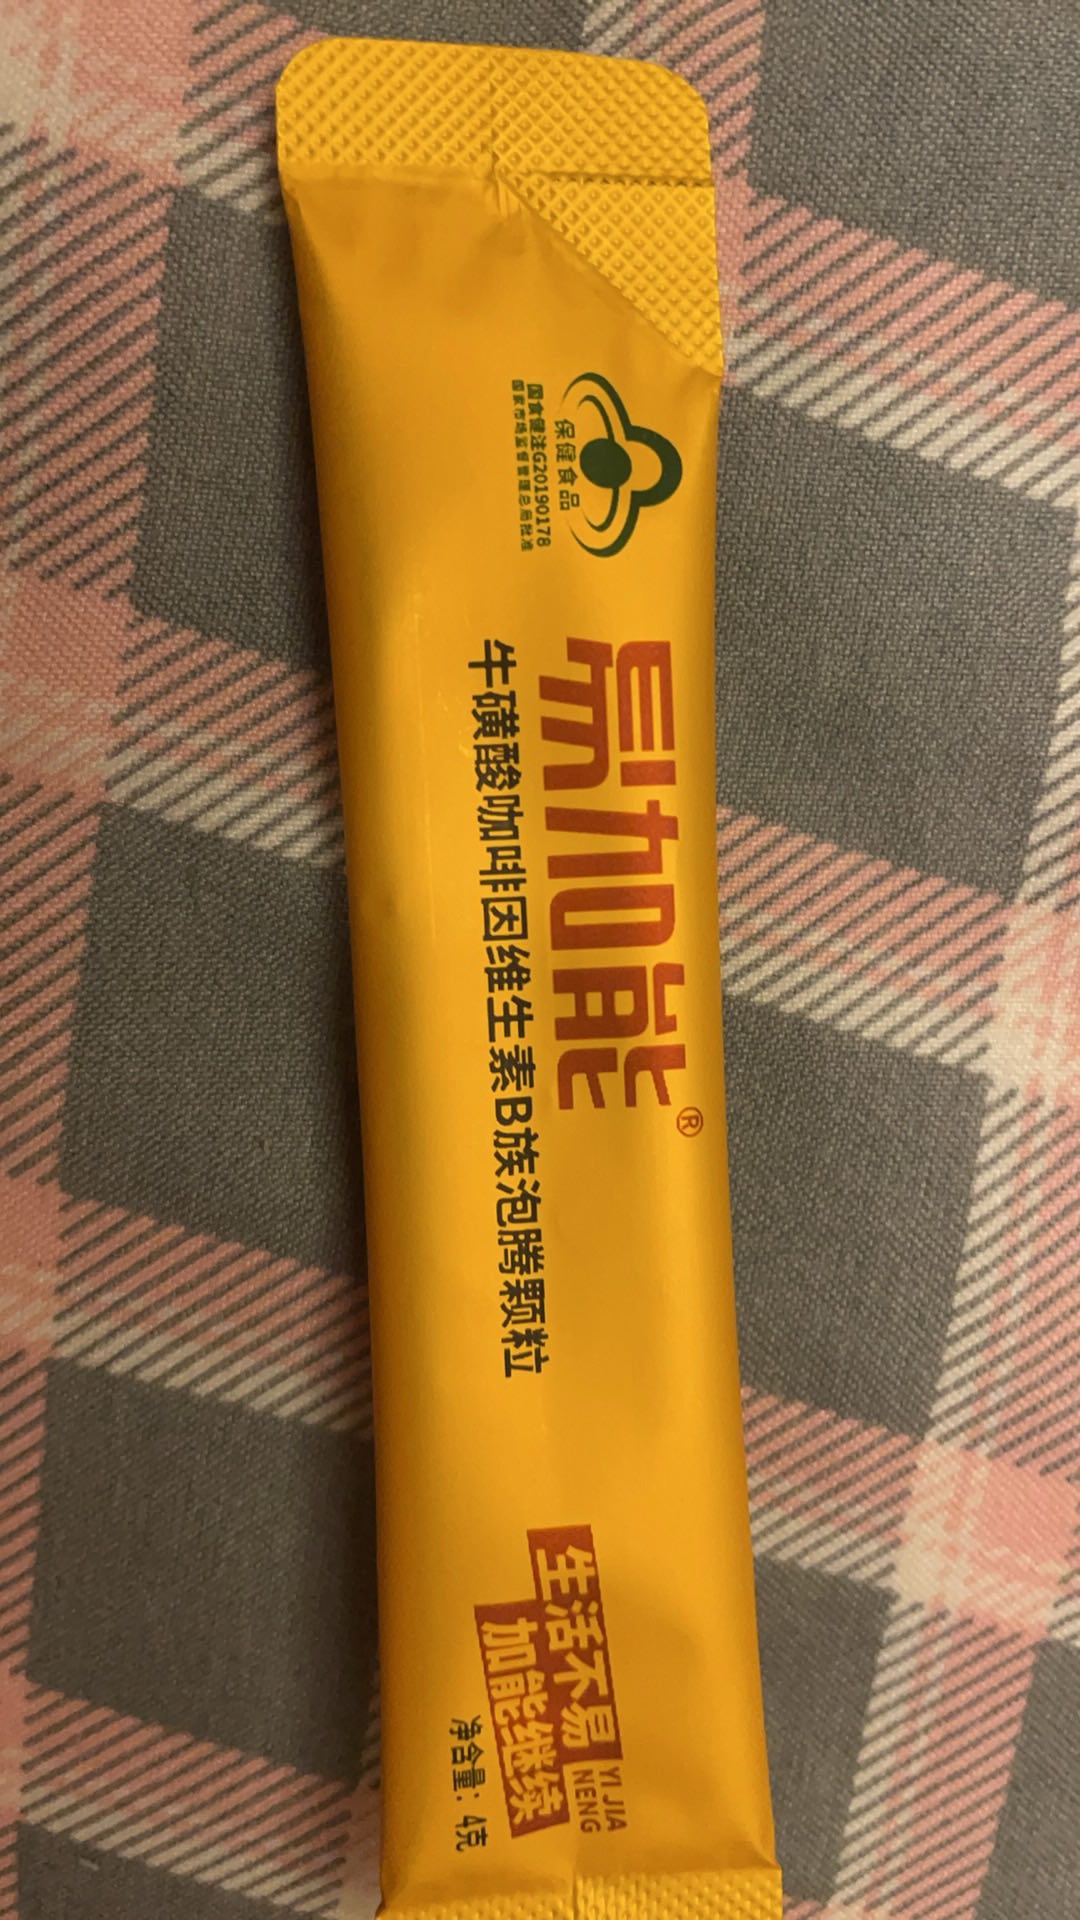 保健食品
国食健注G20190178
国家市场监督管理总局批准
易加能®
牛磺酸咖啡因维生素B族泡腾颗粒
生活不易
加能继续
YI JIA
NENG
净含量：4克